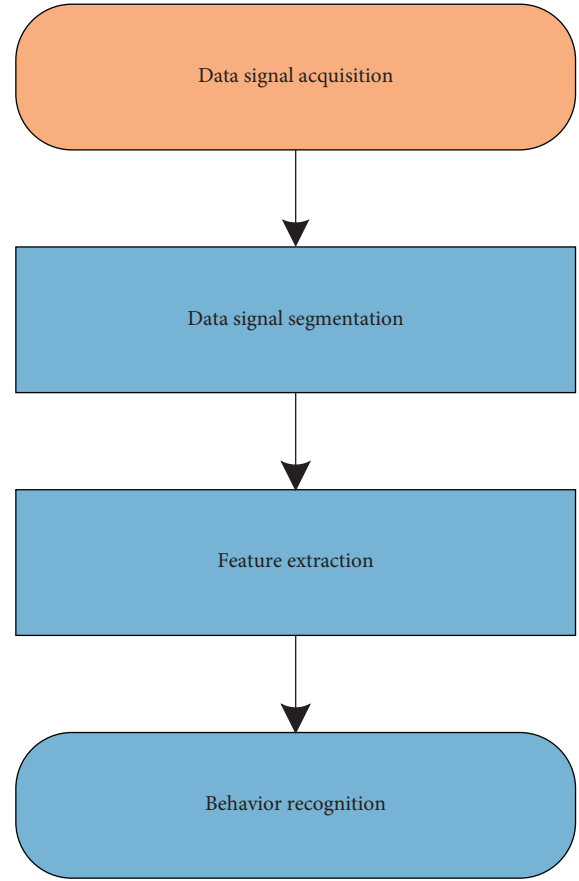 Data signal acquisition
Data signal segmentation
Feature extraction
Behavior recognition